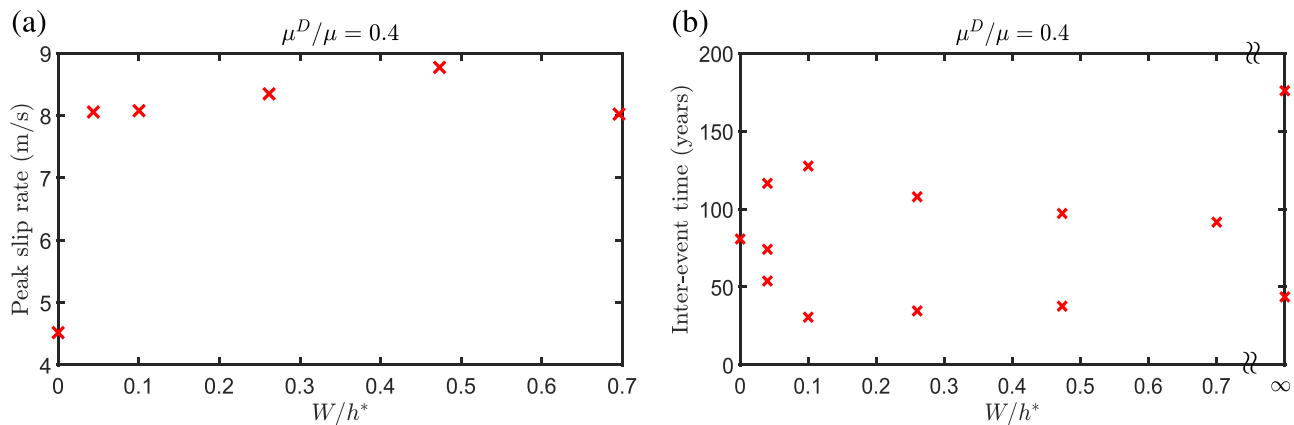 (a)
μᴰ/μ = 0.4
Peak slip rate (m/s)
9
8
7
6
5
4
0 0.1 0.2 0.3 0.4 0.5 0.6 0.7
W/h*
(b)
μᴰ/μ = 0.4
Inter-event time (years)
200
150
100
50
0
0 0.1 0.2 0.3 0.4 0.5 0.6 0.7 ∞
W/h*